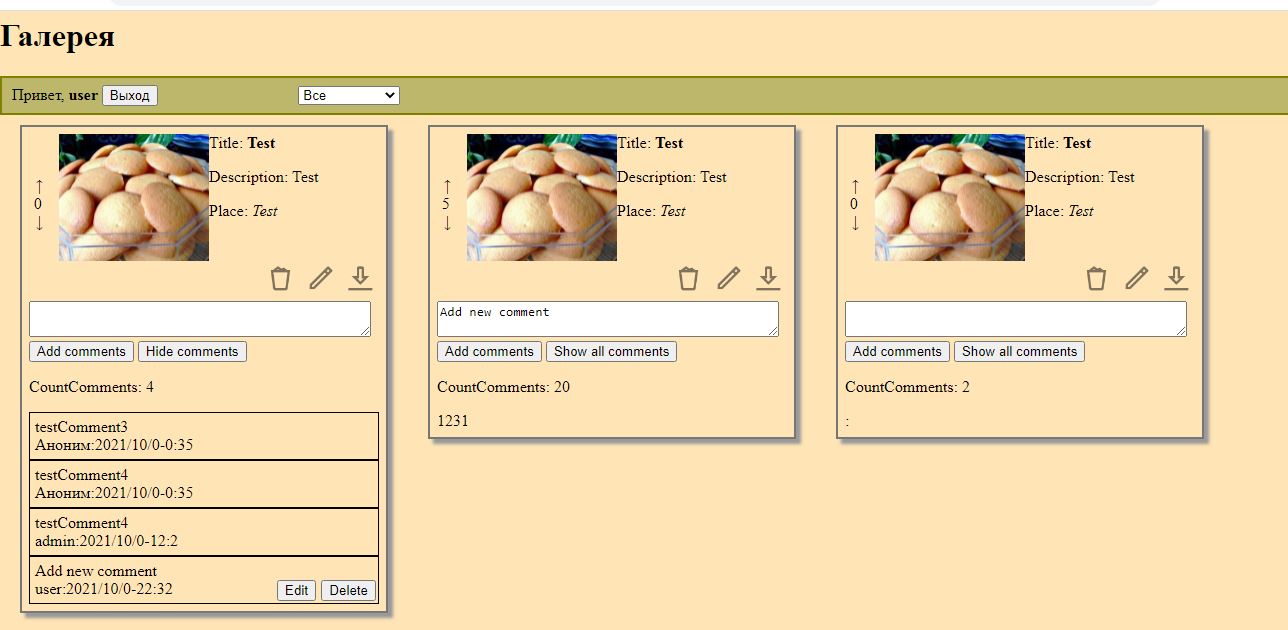 Галерея
Привет, user Выход Все
Title: Test
Description: Test
↑
0
↓
Place: Test
Add comments Hide comments
CountComments: 4
testComment3
Аноним:2021/10/0-0:35
testComment4
Аноним:2021/10/0-0:35
testComment4
admin:2021/10/0-12:2
Add new comment
user:2021/10/0-22:32 Edit Delete
Title: Test
Description: Test
↑
5
↓
Place: Test
Add new comment
Add comments Show all comments
CountComments: 20
1231
Title: Test
Description: Test
↑
0
↓
Place: Test
Add comments Show all comments
CountComments: 2
: